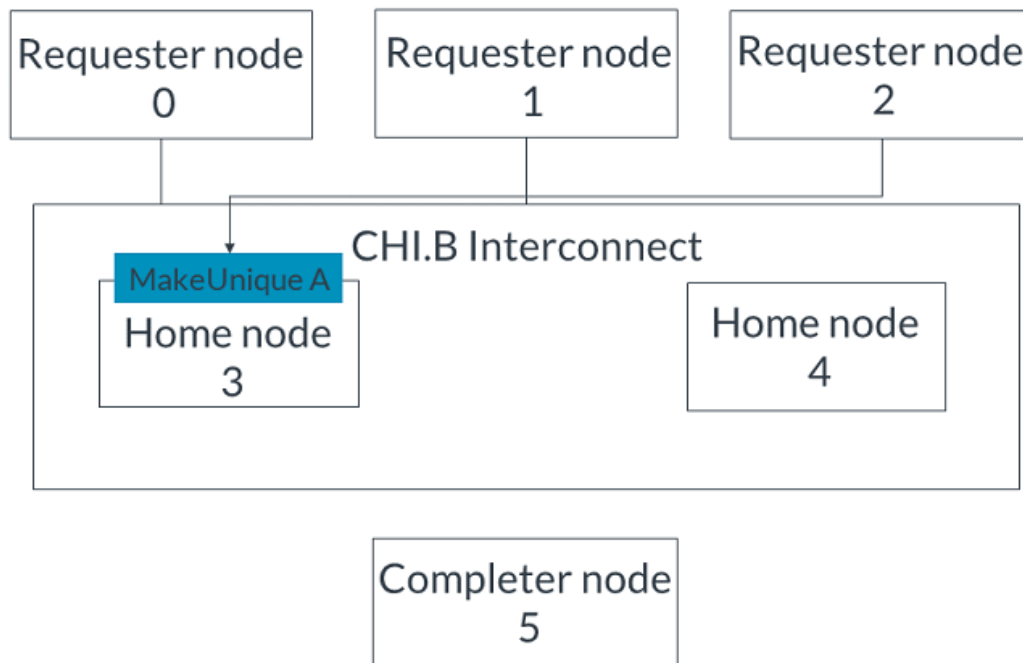 Requester node
0
Requester node
1
Requester node
2
CHI.B Interconnect
MakeUnique A
Home node
3
Home node
4
Completer node
5